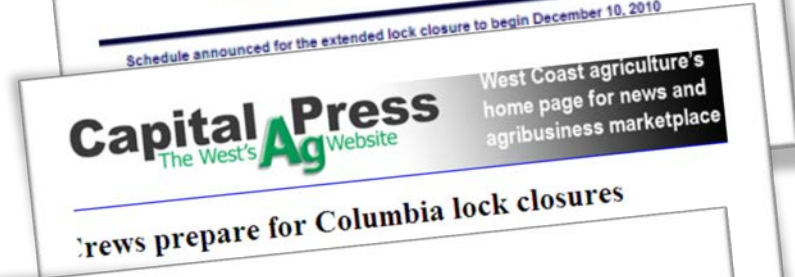 Schedule announced for the extended lock closure to begin December 10, 2010
Capital Press
The West's Ag Website
West Coast agriculture's
home page for news and
agribusiness marketplace
Crews prepare for Columbia lock closures